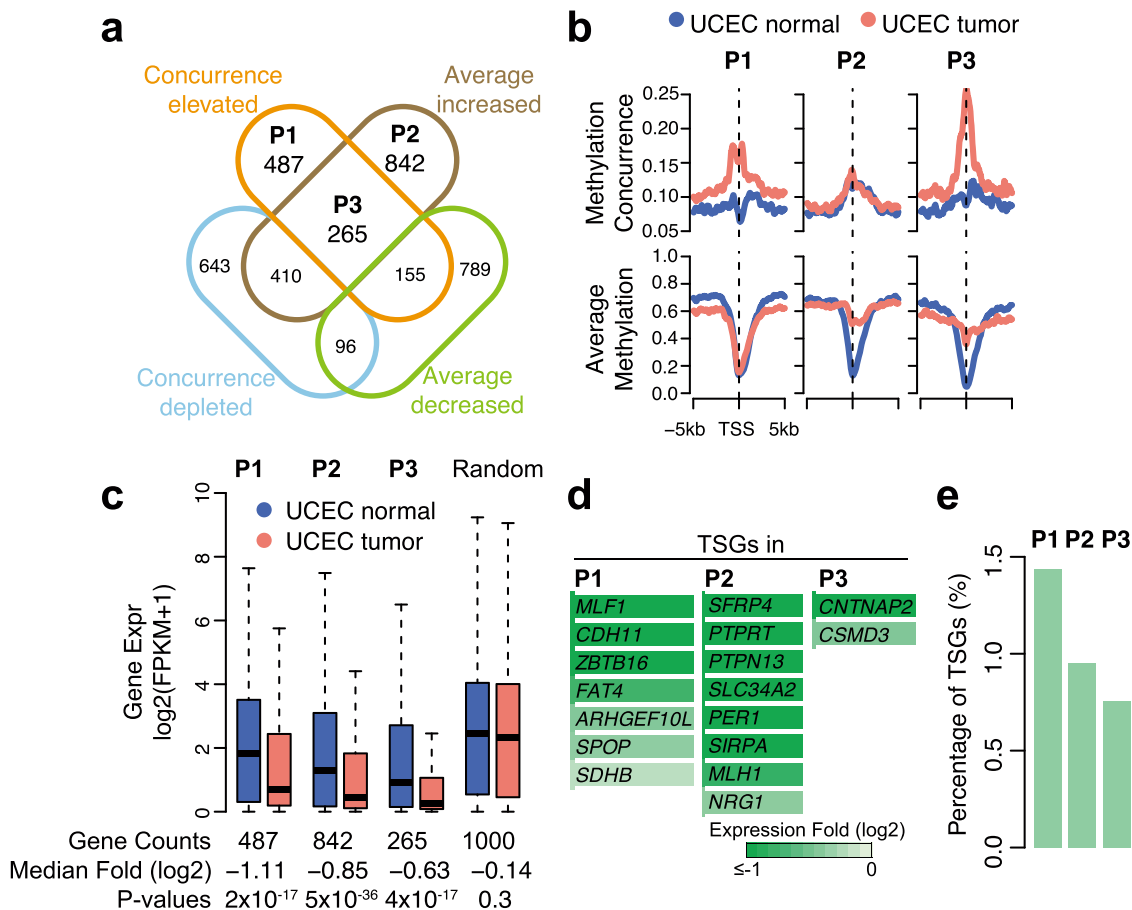 a
Concurrence
elevated
Average
increased
P1
487
P2
842
P3
265
643
410
155
789
96
Concurrence
depleted
Average
decreased
b
UCEC normal
UCEC tumor
P1
P2
P3
Methylation
Concurrence
0.25
0.20
0.15
0.10
0.05
Average
Methylation
1.0
0.8
0.6
0.4
0.2
0.0
−5kb TSS 5kb
c
P1 P2 P3 Random
UCEC normal
UCEC tumor
Gene Expr
log2(FPKM+1)
10
8
6
4
2
0
Gene Counts 487 842 265 1000
Median Fold (log2) −1.11 −0.85 −0.63 −0.14
P-values 2x10⁻¹⁷ 5x10⁻³⁶ 4x10⁻¹⁷ 0.3
d
TSGs in
P1
MLF1
CDH11
ZBTB16
FAT4
ARHGEF10L
SPOP
SDHB
P2
SFRP4
PTPRT
PTPN13
SLC34A2
PER1
SIRPA
MLH1
NRG1
P3
CNTNAP2
CSMD3
Expression Fold (log2)
≤-1 0
e
P1 P2 P3
Percentage of TSGs (%)
1.5
1.0
0.5
0.0